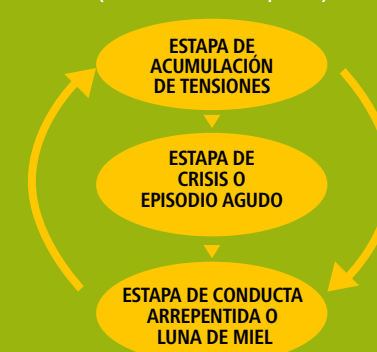 ESTAPA DE
ACUMULACIÓN
DE TENSIONES
ESTAPA DE
CRISIS O
EPISODIO AGUDO
ESTAPA DE CONDUCTA
ARREPENTIDA O
LUNA DE MIEL